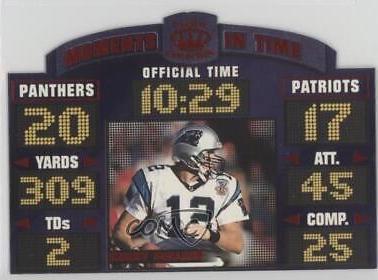 MOMENTS IN TIME
OFFICIAL TIME
10:29
PANTHERS
20
PATRIOTS
17
YARDS
309
ATT.
45
TDs
2
COMP.
25
12